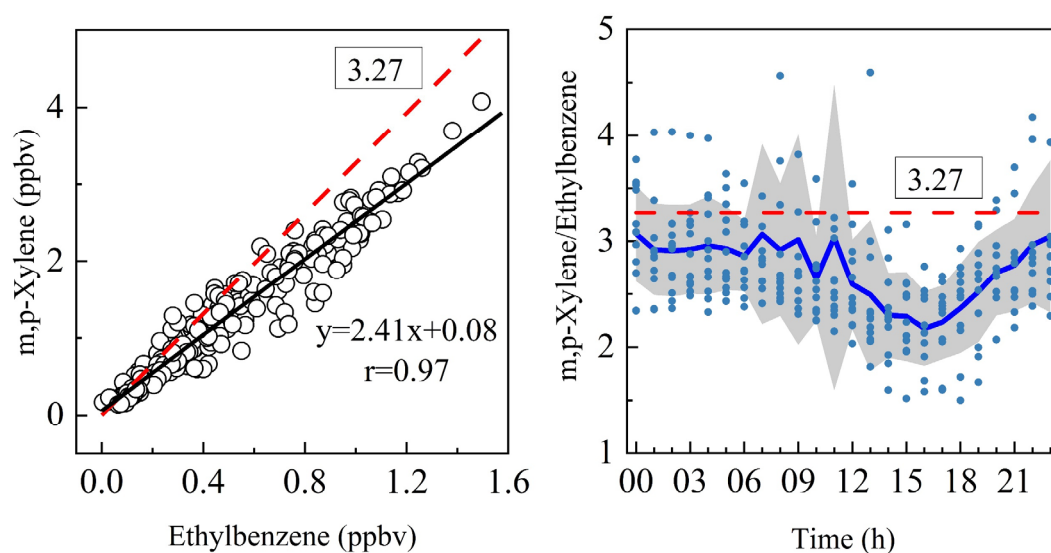 m,p-Xylene (ppbv)
4
2
0
3.27
y=2.41x+0.08
r=0.97
0.0 0.4 0.8 1.2 1.6
Ethylbenzene (ppbv)
m,p-Xylene/Ethylbenzene
5
4
3
2
1
3.27
00 03 06 09 12 15 18 21
Time (h)